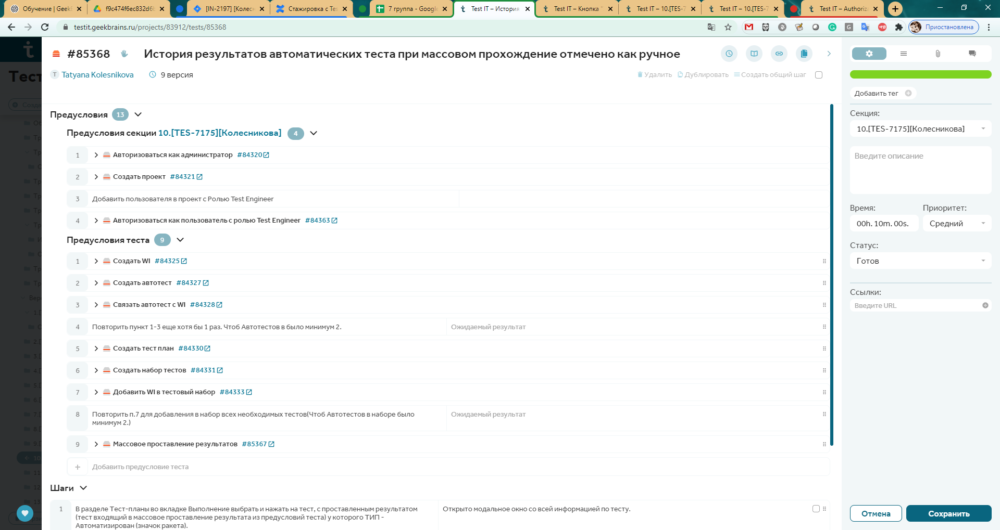 Обучение | Geek
f9c474f6ec832d6b
[IN-2197] [Колес
Стажировка с Tes
7 группа - Google
Test IT – История
Test IT – Кнопка "
Test IT – 10.[TES-7
Test IT – 10.[TES-7
Test IT – Authoriza
testit.geekbrains.ru/projects/83912/tests/85368
Приостановлена
Тест
#85368
История результатов автоматических теста при массовом прохождение отмечено как ручное
T Tatyana Kolesnikova
9 версия
Удалить
Дублировать
Создать общий шаг
Предусловия 13
Предусловия секции 10.[TES-7175][Колесникова] 4
1 Авторизоваться как администратор #84320
2 Создать проект #84321
3 Добавить пользователя в проект с Ролью Test Engineer
4 Авторизоваться как пользователь с ролью Test Engineer #84363
Предусловия теста 9
1 Создать WI #84325
2 Создать автотест #84327
3 Связать автотест с WI #84328
4 Повторить пункт 1-3 еще хотя бы 1 раз. Чтоб Автотестов в было минимум 2. Ожидаемый результат
5 Создать тест план #84330
6 Создать набор тестов #84331
7 Добавить WI в тестовый набор #84333
8 Повторить п.7 для добавления в набор всех необходимых тестов(Чтоб Автотестов в наборе было Ожидаемый результат
минимум 2.)
9 Массовое проставление результатов #85367
+ Добавить предусловие теста
Шаги
1 В разделе Тест-планы во вкладке Выполнение выбрать и нажать на тест, с проставленным результатом Открыто модальное окно со всей информацией по тесту.
(тест входящий в массовое проставление результата из предусловий теста) у которого ТИП -
Автоматизирован (значок ракета).
Добавить тег
Секция:
10.[TES-7175][Колесникова]
Введите описание
Время: Приоритет:
00h. 10m. 00s. Средний
Статус:
Готов
Ссылки:
Введите URL
Отмена Сохранить